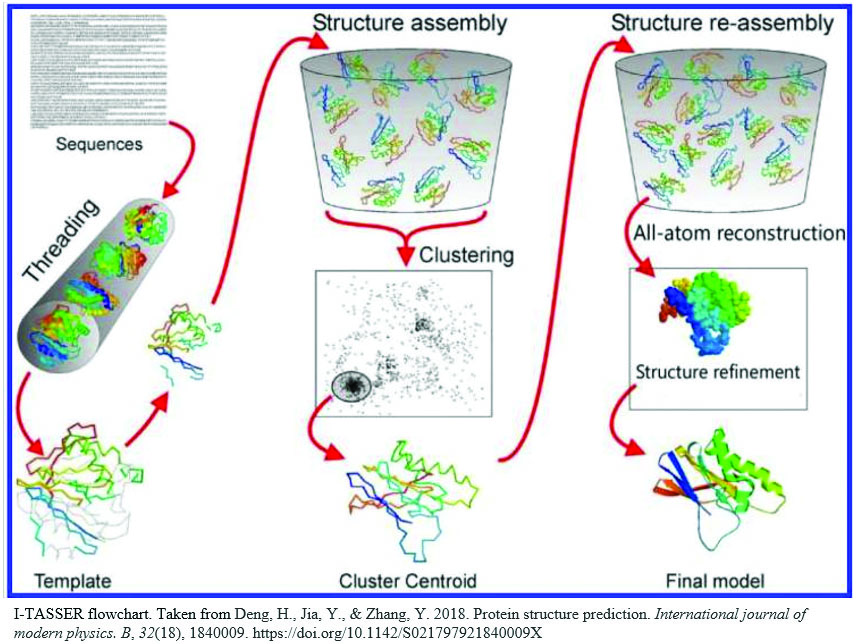 Structure assembly
Structure re-assembly
Sequences
Threading
Clustering
All-atom reconstruction
Structure refinement
Template
Cluster Centroid
Final model
I-TASSER flowchart. Taken from Deng, H., Jia, Y., & Zhang, Y. 2018. Protein structure prediction. International journal of
modern physics. B, 32(18), 1840009. https://doi.org/10.1142/S021797921840009X